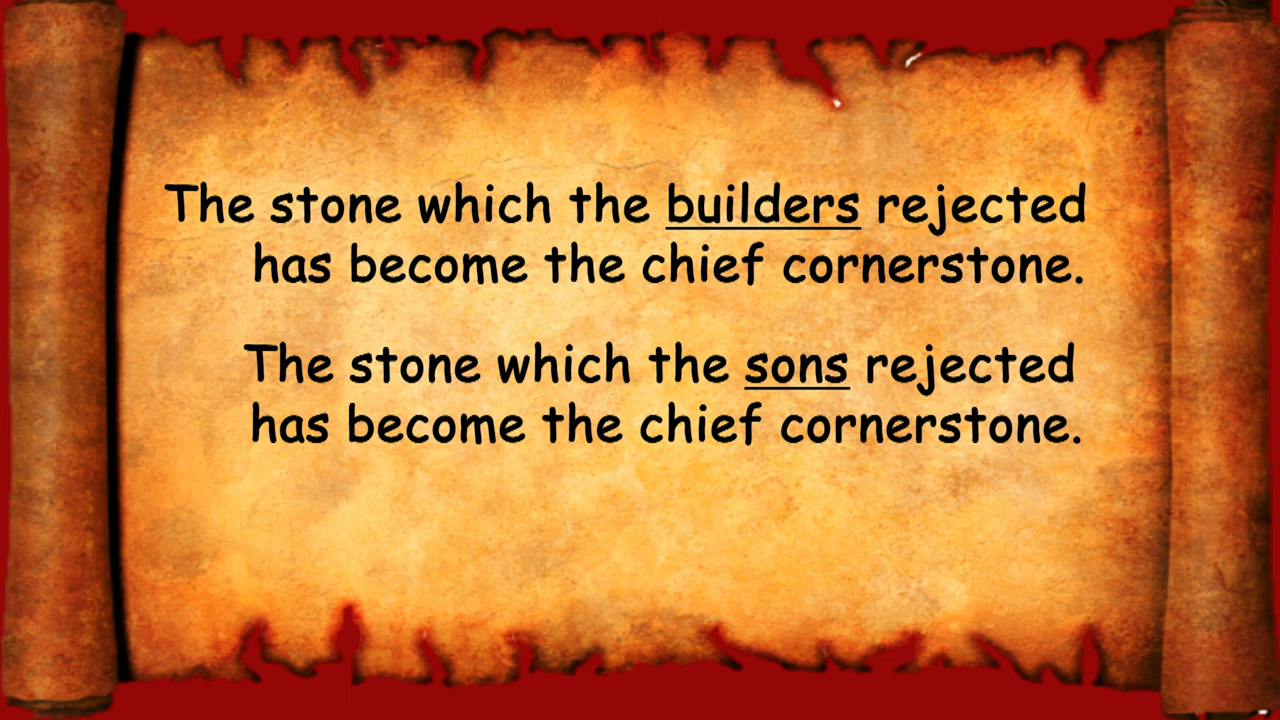 The stone which the builders rejected
has become the chief cornerstone.
The stone which the sons rejected
has become the chief cornerstone.